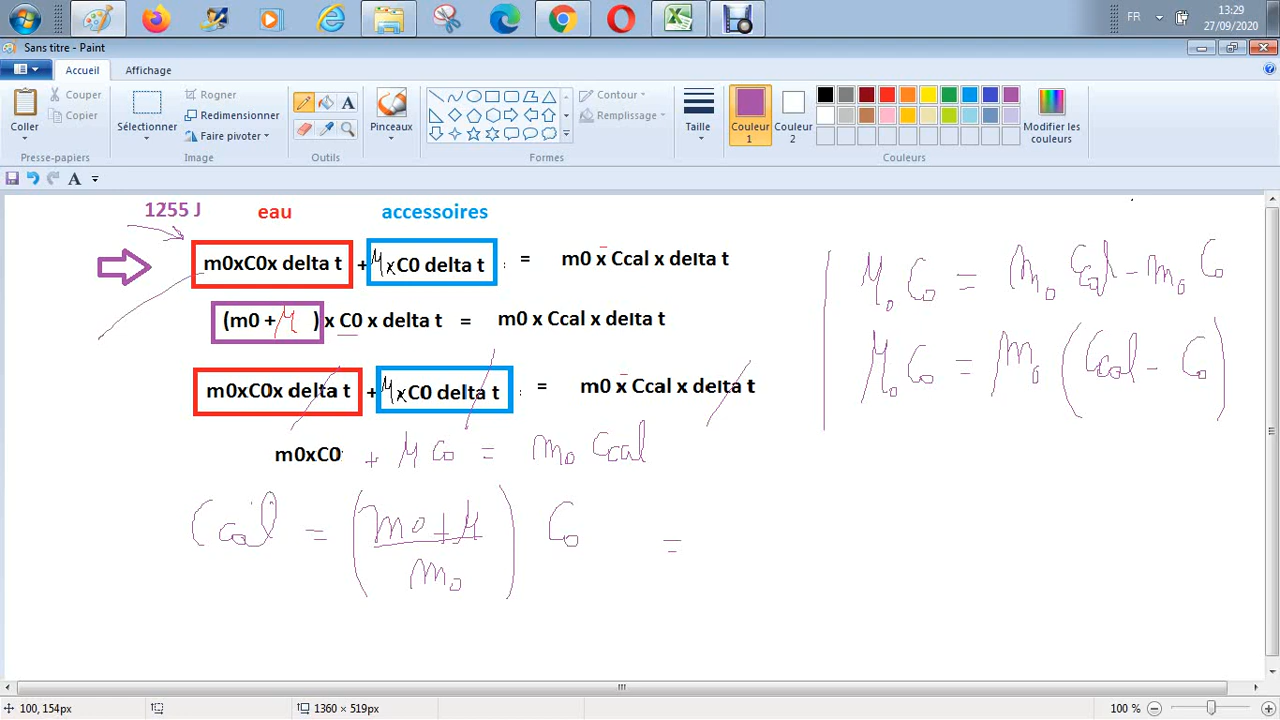 FR
13:29
27/09/2020
Sans titre - Paint
Accueil
Affichage
Coller
Couper
Copier
Presse-papiers
Sélectionner
Rogner
Redimensionner
Faire pivoter
Image
Outils
Pinceaux
Contour
Remplissage
Formes
Taille
Couleur 1
Couleur 2
Modifier les couleurs
Couleurs
1255 J eau accessoires
m0xC0x delta t + μxC0 delta t = m0 x Ccal x delta t
(m0 + μ ) x C0 x delta t = m0 x Ccal x delta t
m0xC0x delta t + μxC0 delta t = m0 x Ccal x delta t
m0xC0 + μ C0 = m0 Ccal
Ccal = (m0+μ / m0) C0 =
μ0 C0 = m0 Ccal - m0 C0
μ0 C0 = m0 (Ccal - C0)
100, 154px
1360 × 519px
100 %